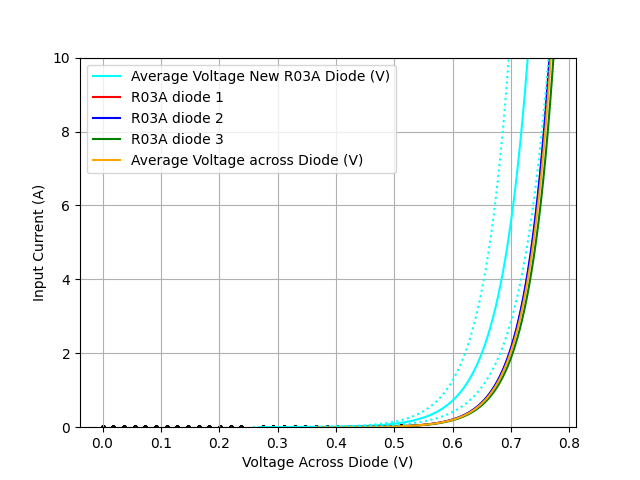 Average Voltage New R03A Diode (V)
R03A diode 1
R03A diode 2
R03A diode 3
Average Voltage across Diode (V)
10
8
6
4
2
0
Input Current (A)
0.0 0.1 0.2 0.3 0.4 0.5 0.6 0.7 0.8
Voltage Across Diode (V)